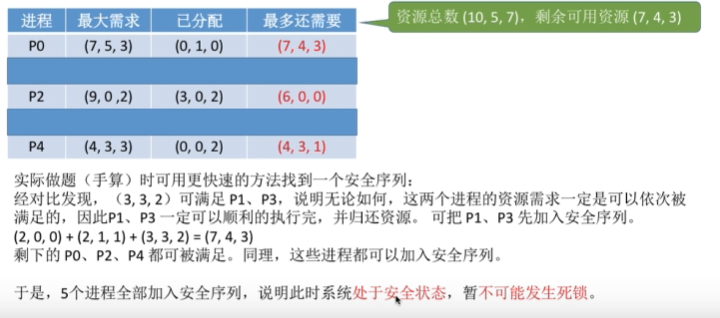 进程 最大需求 已分配 最多还需要
资源总数 (10, 5, 7)，剩余可用资源 (7, 4, 3)
P0 (7, 5, 3) (0, 1, 0) (7, 4, 3)
P2 (9, 0 ,2) (3, 0, 2) (6, 0, 0)
P4 (4, 3, 3) (0, 0, 2) (4, 3, 1)
实际做题（手算）时可用更快速的方法找到一个安全序列：
经对比发现，（3, 3, 2）可满足 P1、P3，说明无论如何，这两个进程的资源需求一定是可以依次被
满足的，因此P1、P3 一定可以顺利的执行完，并归还资源。 可把 P1、P3 先加入安全序列。
(2, 0, 0) + (2, 1, 1) + (3, 3, 2) = (7, 4, 3)
剩下的 P0、P2、P4 都可被满足。同理，这些进程都可以加入安全序列。
于是，5个进程全部加入安全序列，说明此时系统处于安全状态，暂不可能发生死锁。